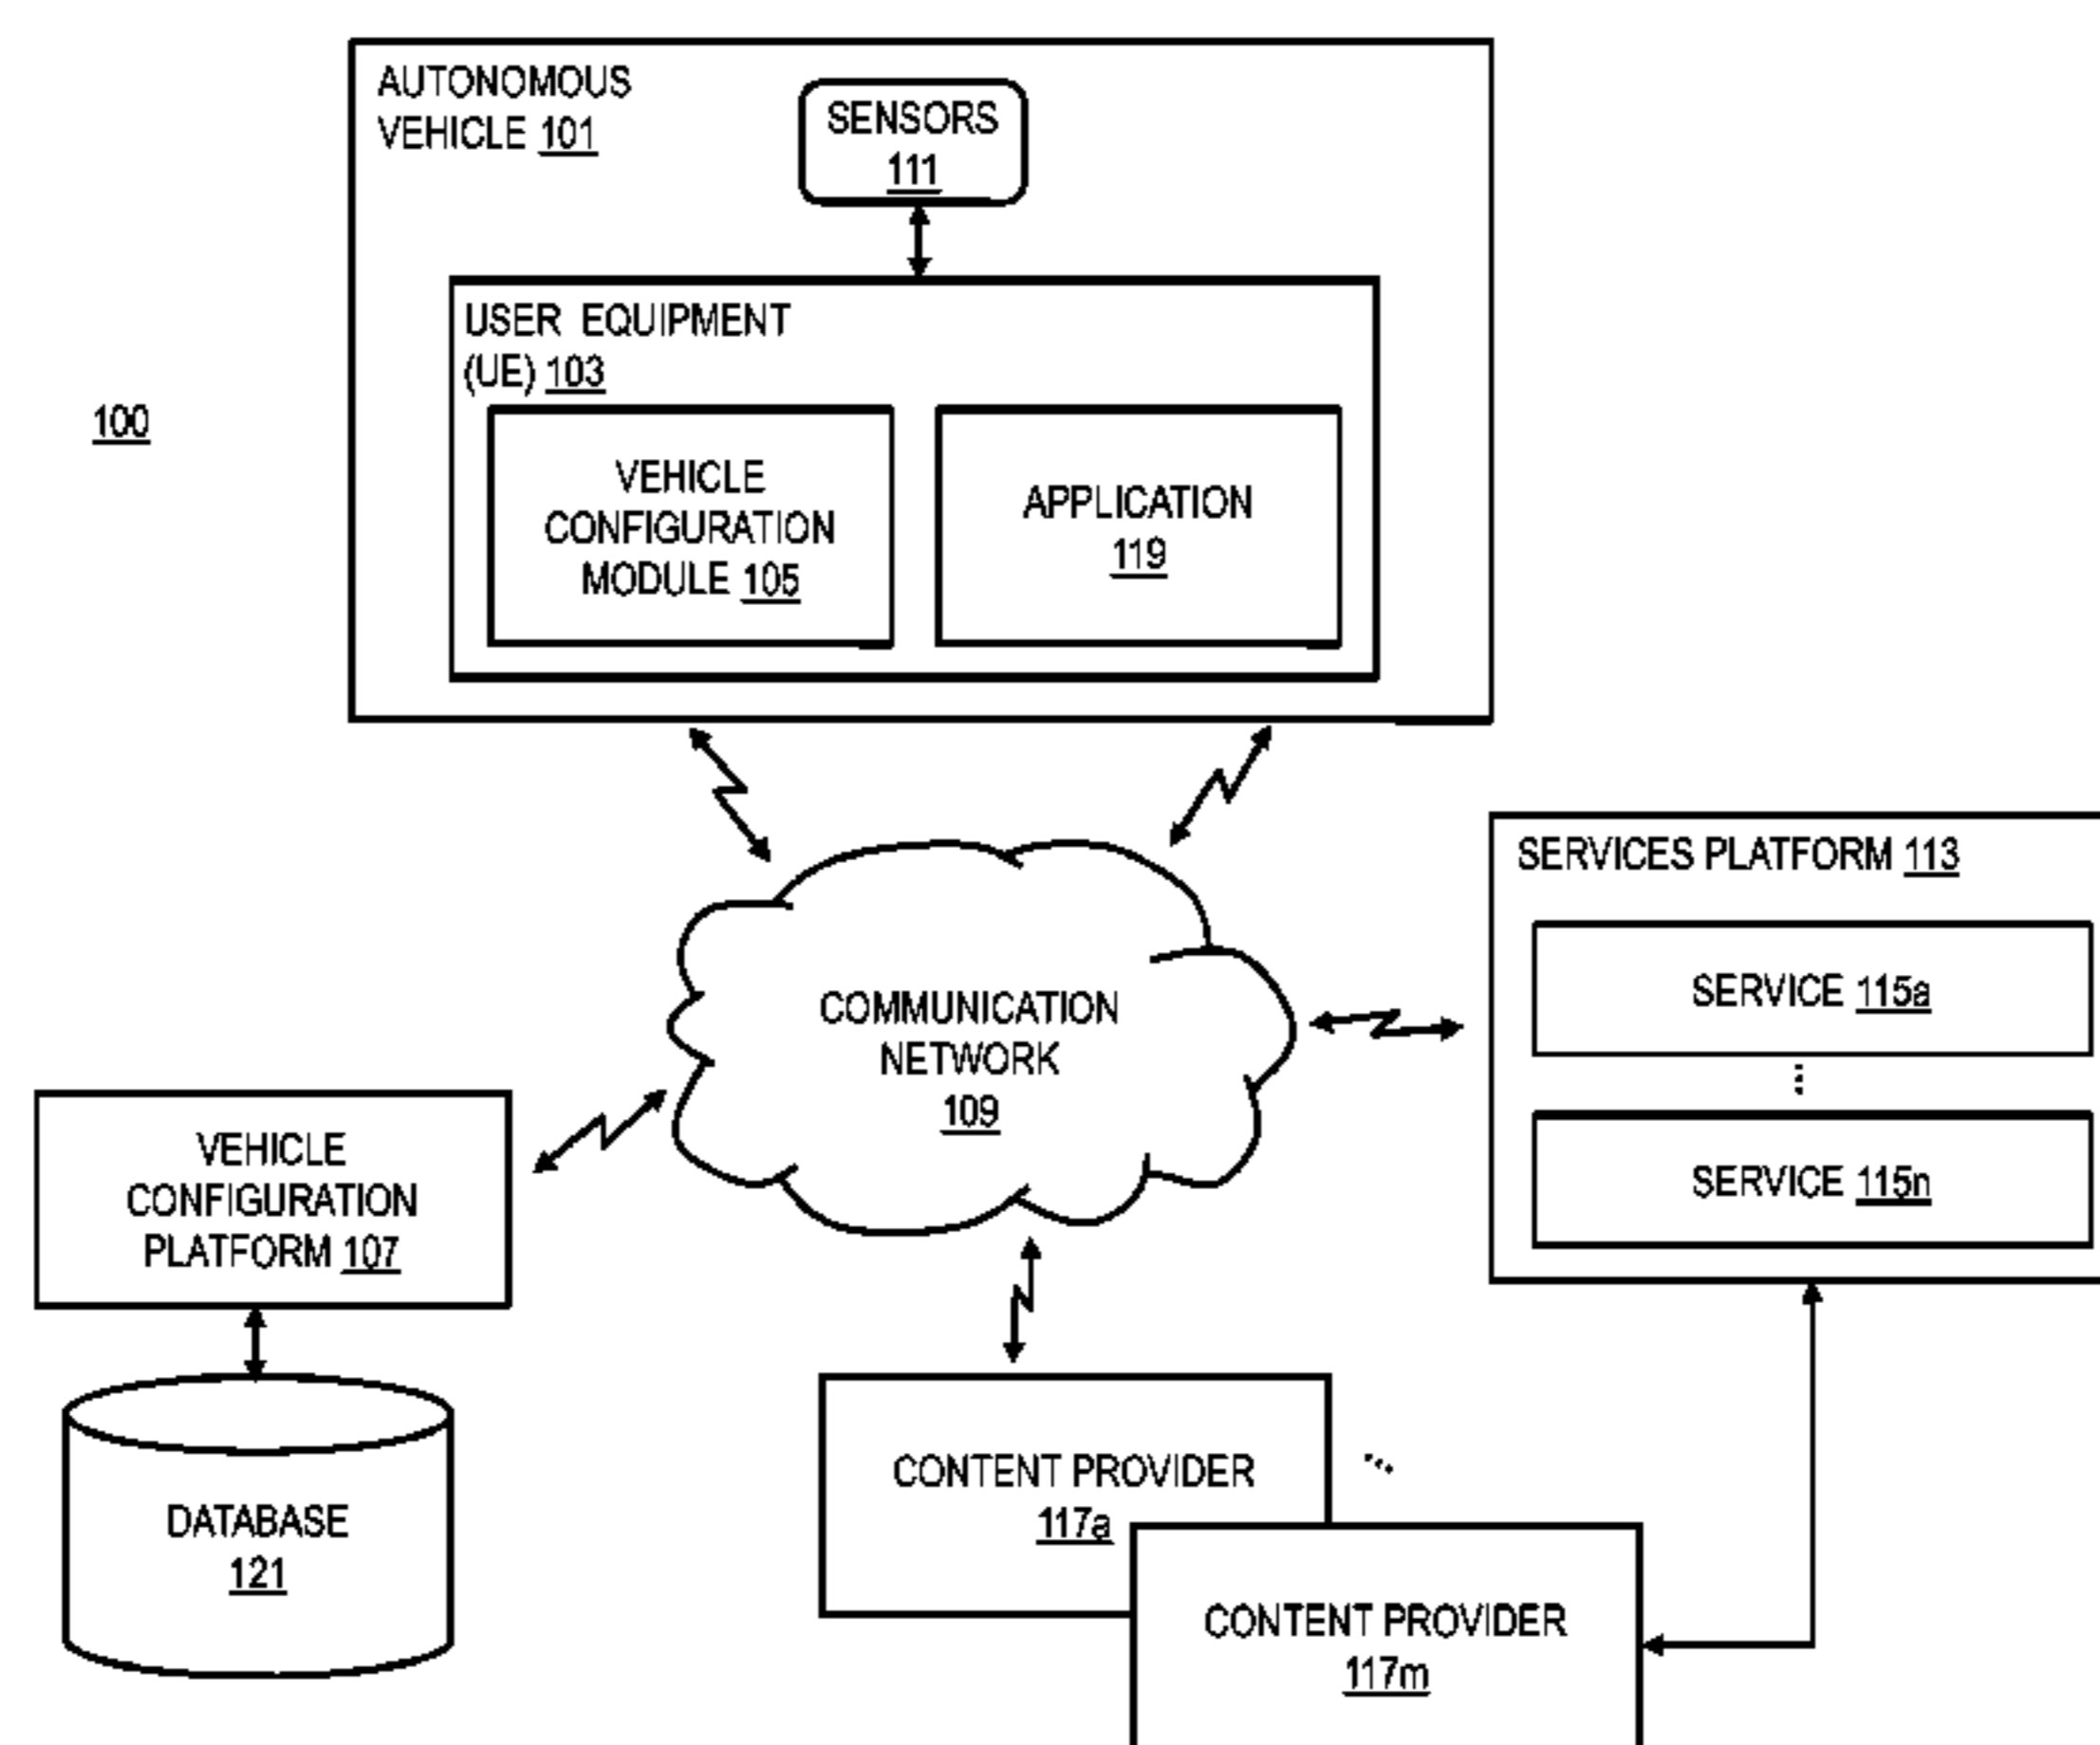 AUTONOMOUS
VEHICLE 101
SENSORS
111
USER EQUIPMENT
(UE) 103
100
VEHICLE
CONFIGURATION
MODULE 105
APPLICATION
119
SERVICES PLATFORM 113
SERVICE 115a
SERVICE 115n
COMMUNICATION
NETWORK
109
VEHICLE
CONFIGURATION
PLATFORM 107
DATABASE
121
CONTENT PROVIDER
117a
CONTENT PROVIDER
117m